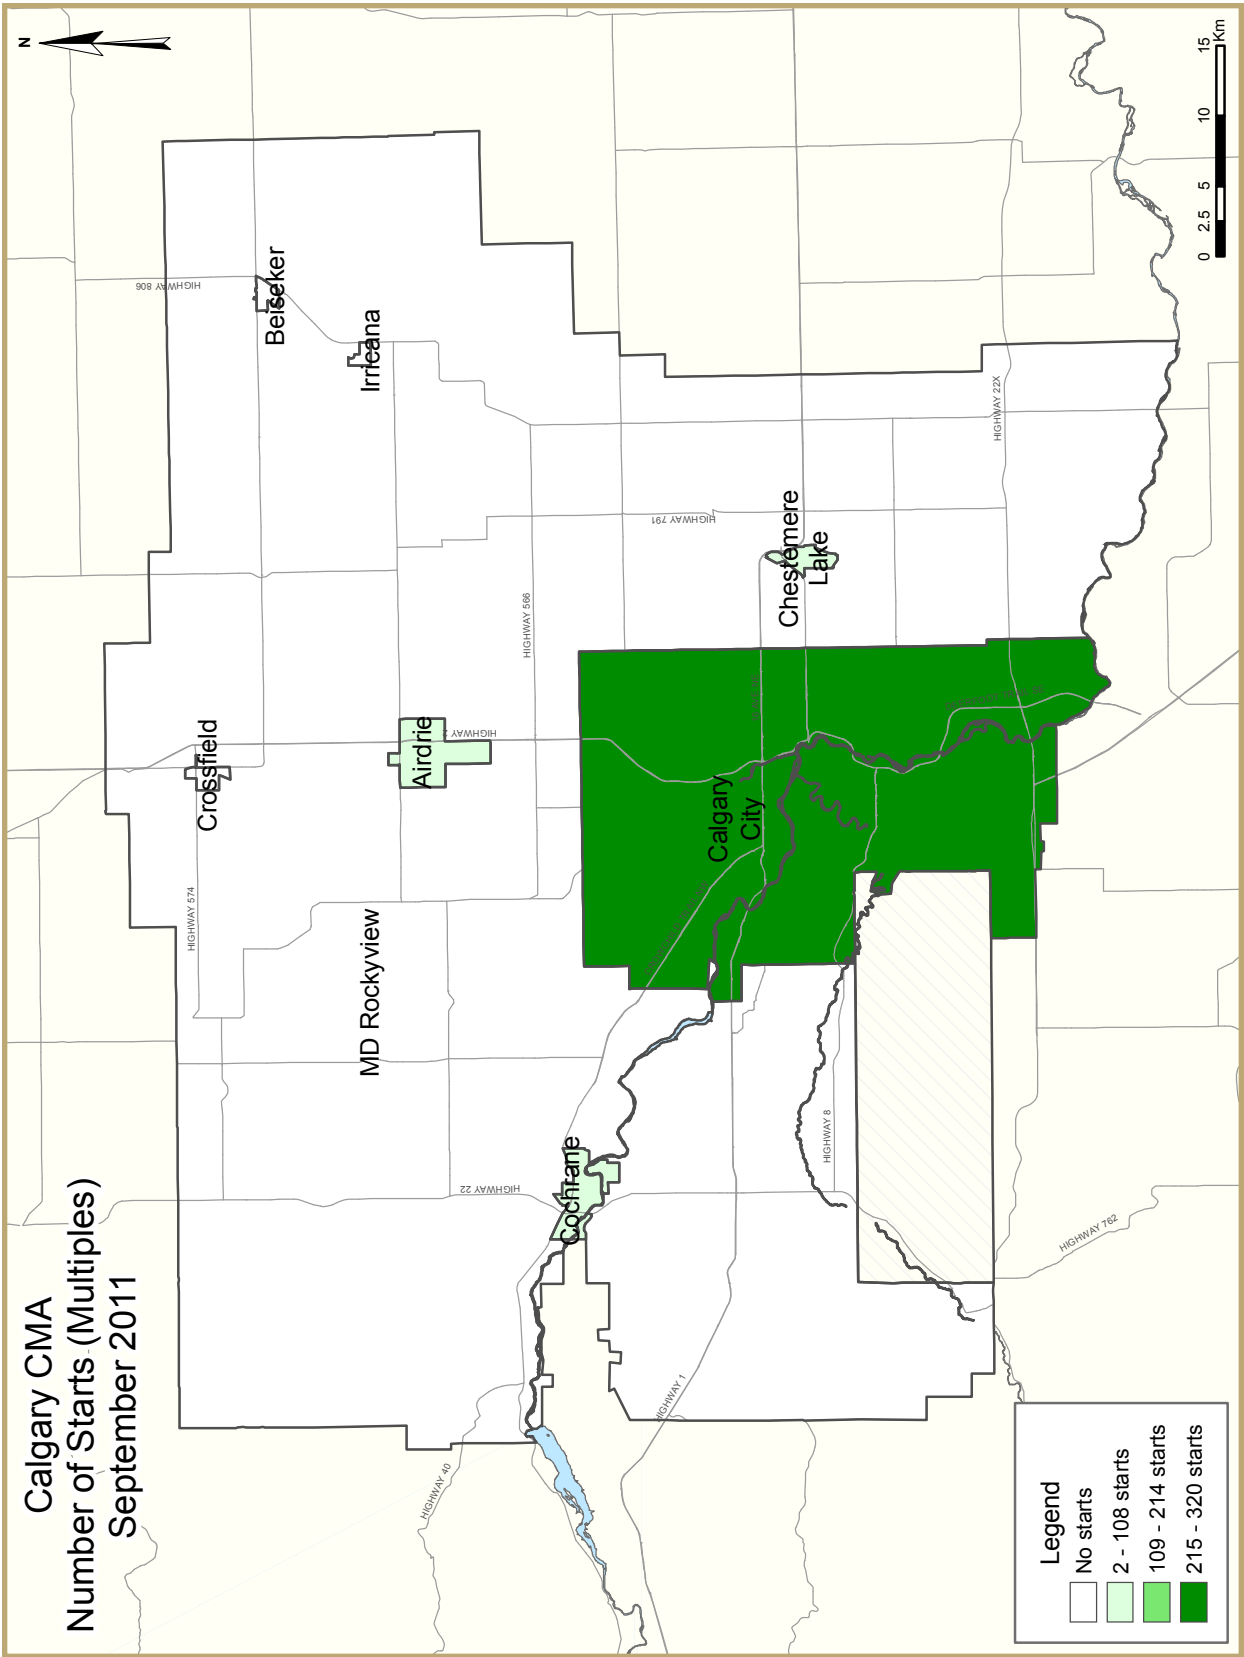 Calgary CMA
Number of Starts (Multiples)
September 2011
N
HIGHWAY 574
Crossfield
HIGHWAY 806
Beiseker
Irricana
MD Rockyview
Airdrie
HIGHWAY 2
HIGHWAY 566
HIGHWAY 40
HIGHWAY 22
Cochrane
HIGHWAY 791
Calgary
City
Chestemere
Lake
HIGHWAY 1
HIGHWAY 8
HIGHWAY 22X
HIGHWAY 762
Legend
No starts
2 - 108 starts
109 - 214 starts
215 - 320 starts
0 2.5 5 10 15
Km